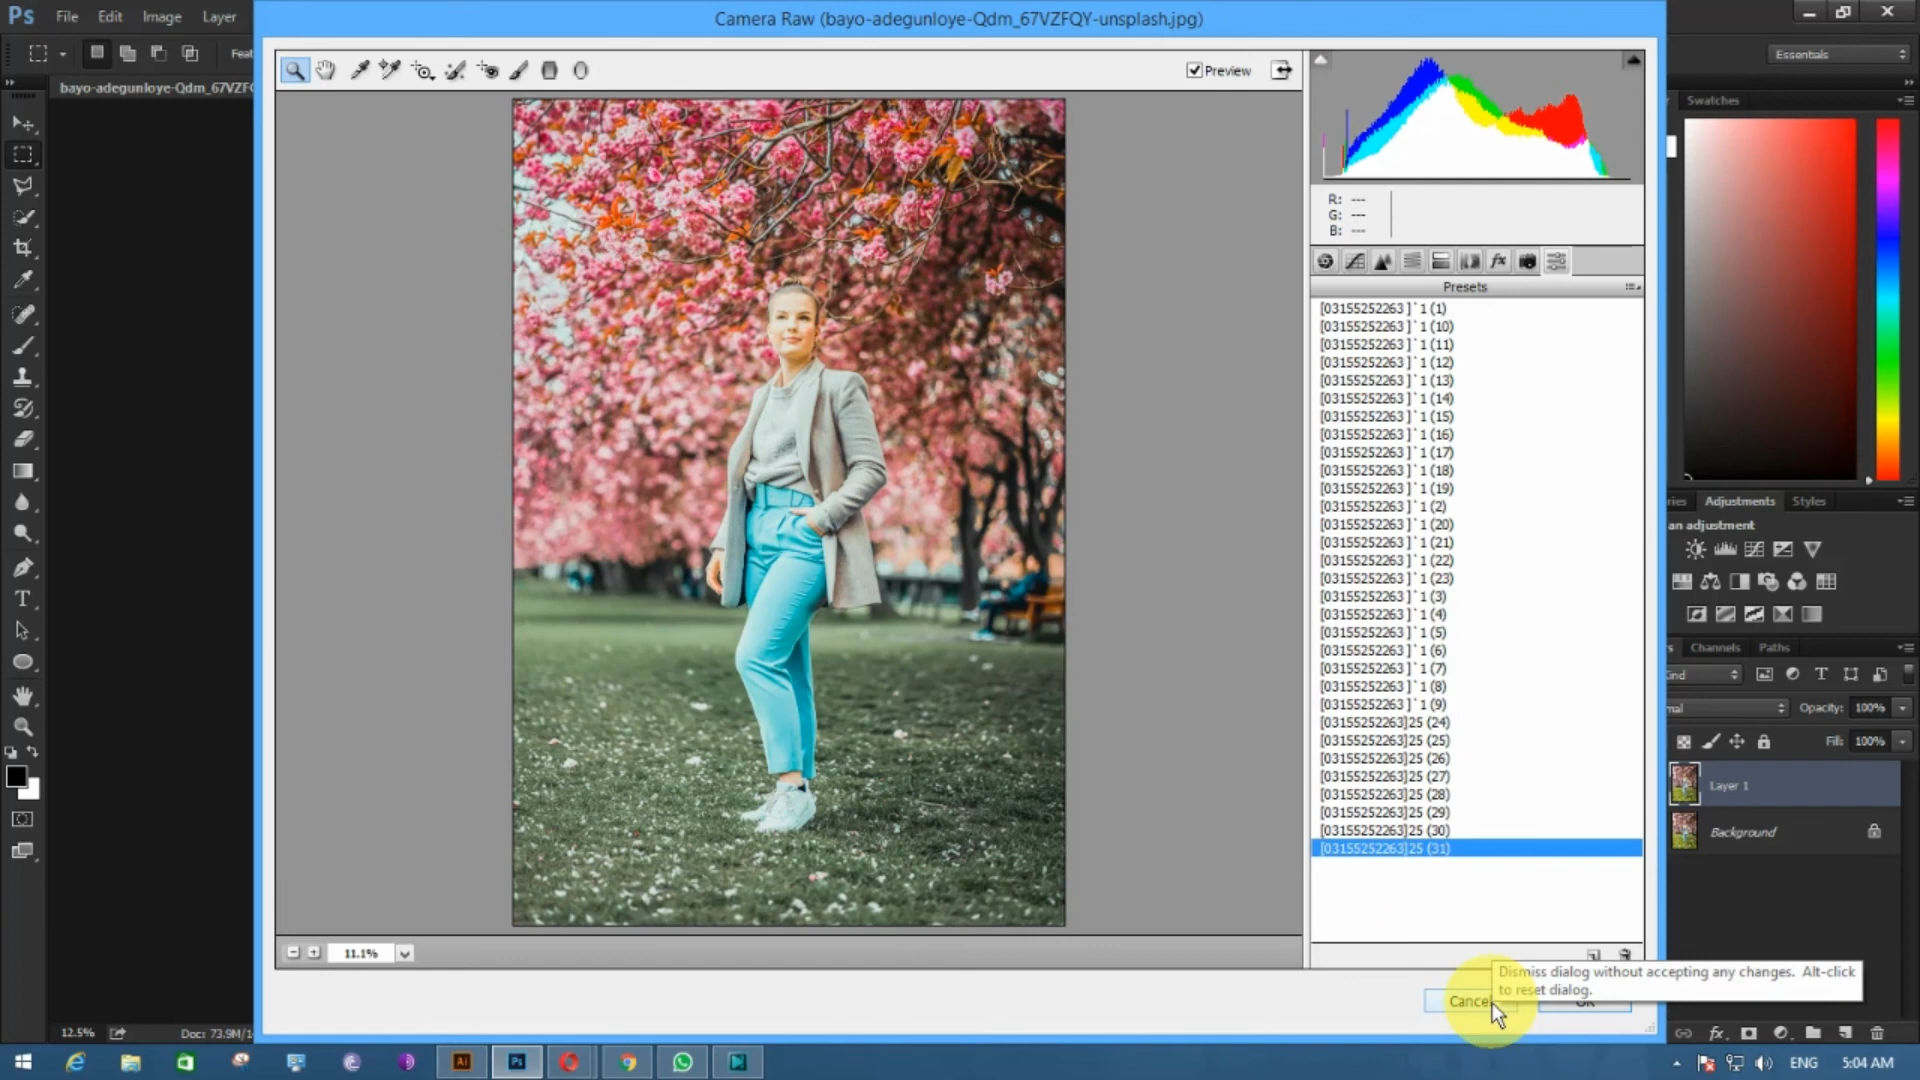 Ps File Edit Image Layer
Camera Raw (bayo-adegunloye-Qdm_67VZFQY-unsplash.jpg)
Essentials
bayo-adegunloye-Qdm_67VZF
Preview
Swatches
R: ---
G: ---
B: ---
Presets
[03155252263 ]`1 (1)
[03155252263 ]`1 (10)
[03155252263 ]`1 (11)
[03155252263 ]`1 (12)
[03155252263 ]`1 (13)
[03155252263 ]`1 (14)
[03155252263 ]`1 (15)
[03155252263 ]`1 (16)
[03155252263 ]`1 (17)
[03155252263 ]`1 (18)
[03155252263 ]`1 (19)
[03155252263 ]`1 (2)
[03155252263 ]`1 (20)
[03155252263 ]`1 (21)
[03155252263 ]`1 (22)
[03155252263 ]`1 (23)
[03155252263 ]`1 (3)
[03155252263 ]`1 (4)
[03155252263 ]`1 (5)
[03155252263 ]`1 (6)
[03155252263 ]`1 (7)
[03155252263 ]`1 (8)
[03155252263 ]`1 (9)
[03155252263]25 (24)
[03155252263]25 (25)
[03155252263]25 (26)
[03155252263]25 (27)
[03155252263]25 (28)
[03155252263]25 (29)
[03155252263]25 (30)
[03155252263]25 (31)
Adjustments Styles
an adjustment
Channels Paths
Opacity: 100%
Fill: 100%
Layer 1
Background
11.1%
Dismiss dialog without accepting any changes. Alt-click
to reset dialog.
Cancel
OK
12.5% Doc: 73.9M/1
Ai Ps
ENG 5:04 AM